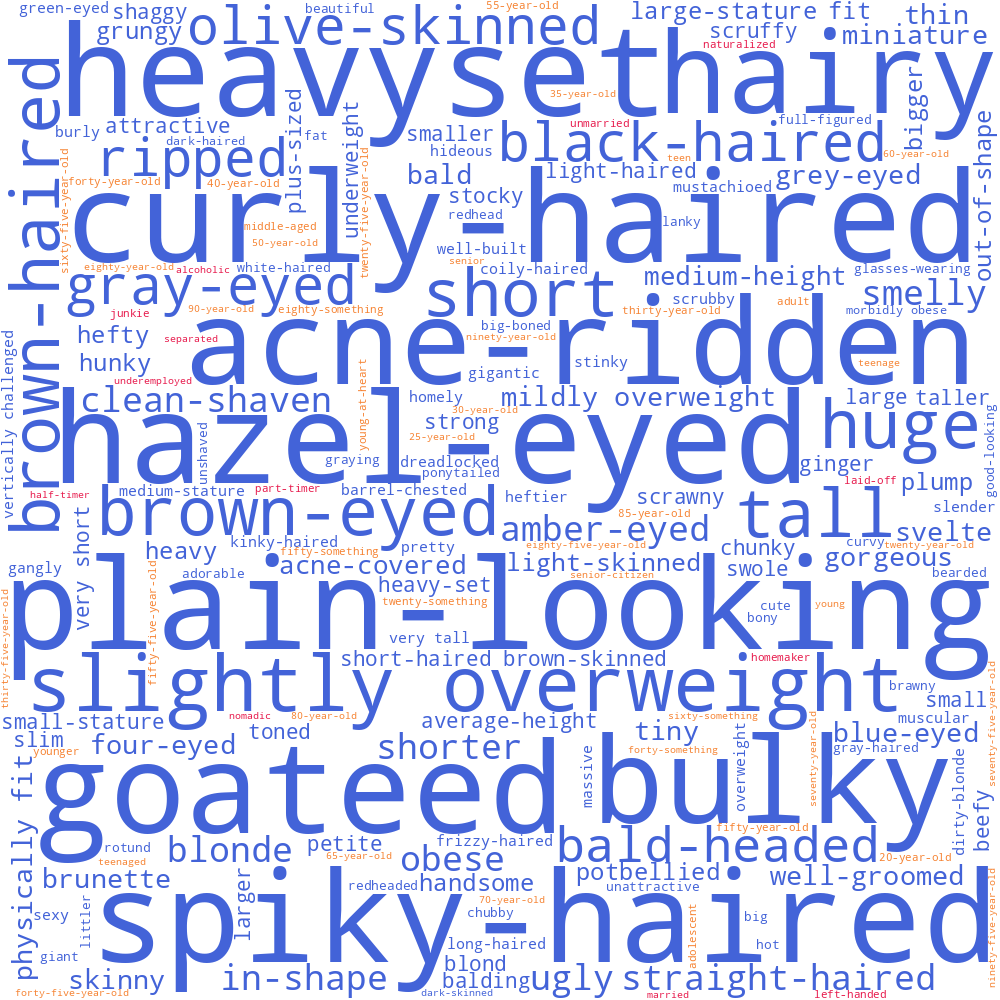 green-eyed
shaggy
beautiful
55-year-old
large-stature
fit
thin
grungy
olive-skinned
scruffy
miniature
naturalized
heavyset
hairy
brown-haired
35-year-old
bigger
burly
attractive
dark-haired
plus-sized
fat
underweight
smaller
hideous
unmarried
black-haired
full-figured
out-of-shape
sixty-five-year-old
ripped
forty-year-old
40-year-old
twenty-five-year-old
bald
teen
light-haired
60-year-old
grey-eyed
mustachioed
stocky
curly-haired
redhead
lanky
middle-aged
50-year-old
well-built
senior
eighty-year-old
alcoholic
white-haired
coily-haired
medium-height
glasses-wearing
gray-eyed
short
smelly
junkie
90-year-old
eighty-something
scrubby
thirty-year-old
adult
morbidly obese
hefty
separated
big-boned
ninety-year-old
acne-ridden
hunky
stinky
teenage
vertically challenged
underemployed
gigantic
young-at-heart
clean-shaven
homely
mildly overweight
large
taller
30-year-old
strong
huge
good-looking
hazel-eyed
unshaved
25-year-old
graying
dreadlocked
ponytailed
ginger
laid-off
plump
half-timer
medium-stature
part-timer
barrel-chested
heftier
scrawny
slender
brown-eyed
85-year-old
tall
very short
amber-eyed
svelte
kinky-haired
fifty-something
pretty
eighty-five-year-old
chunky
curvy
twenty-year-old
heavy
gangly
adorable
acne-covered
light-skinned
swole
gorgeous
bearded
senior-citizen
heavy-set
thirty-five-year-old
fifty-five-year-old
plain-looking
twenty-something
cute
young
bony
very tall
short-haired
brown-skinned
homemaker
slightly overweight
brawny
small
seventy-five-year-old
small-stature
nomadic
80-year-old
average-height
sixty-something
muscular
slim
younger
four-eyed
toned
shorter
tiny
forty-something
overweight
seventy-year-old
blue-eyed
gray-haired
physically fit
goateed
massive
bulky
dirty-blonde
beefy
fifty-year-old
rotund
teenaged
blonde
petite
65-year-old
frizzy-haired
obese
bald-headed
20-year-old
brunette
larger
redheaded
handsome
potbellied
unattractive
well-groomed
ninety-five-year-old
spiky-haired
70-year-old
sexy
littler
chubby
adolescent
big
giant
long-haired
hot
blond
skinny
in-shape
balding
ugly
straight-haired
forty-five-year-old
dark-skinned
married
left-handed